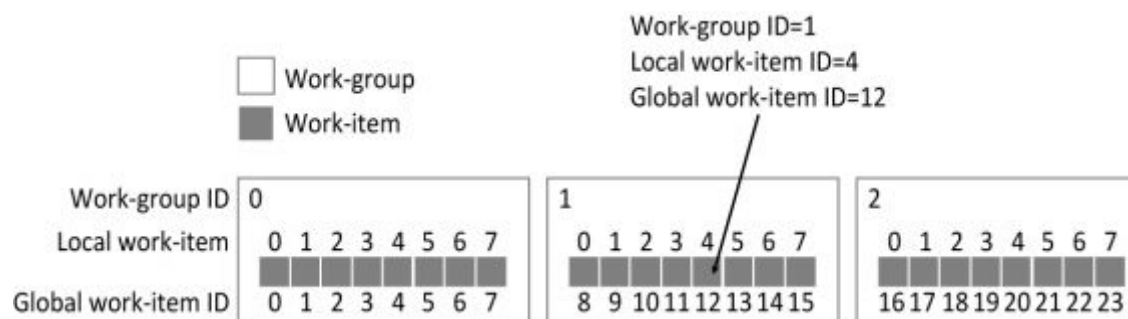 Work-group ID=1
Local work-item ID=4
Global work-item ID=12
Work-group
Work-item
Work-group ID 0 1 2
Local work-item 0 1 2 3 4 5 6 7 0 1 2 3 4 5 6 7 0 1 2 3 4 5 6 7
Global work-item ID 0 1 2 3 4 5 6 7 8 9 10 11 12 13 14 15 16 17 18 19 20 21 22 23